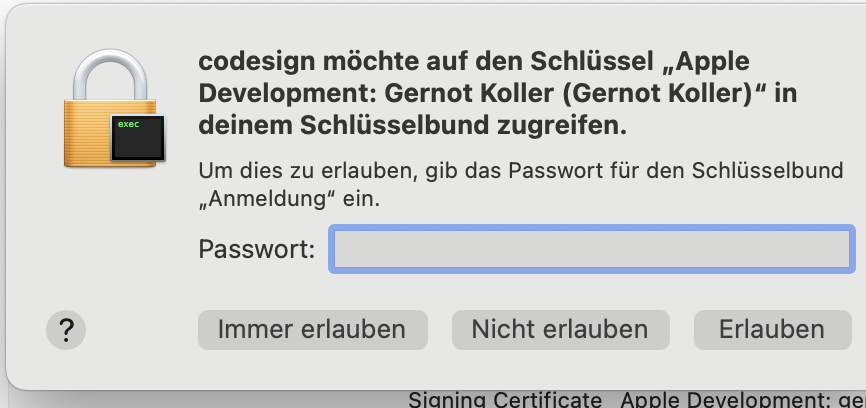 codesign möchte auf den Schlüssel „Apple
Development: Gernot Koller (Gernot Koller)“ in
deinem Schlüsselbund zugreifen.
exec
Um dies zu erlauben, gib das Passwort für den Schlüsselbund
„Anmeldung“ ein.
Passwort:
? Immer erlauben Nicht erlauben Erlauben
Signing Certificate Apple Development: ge